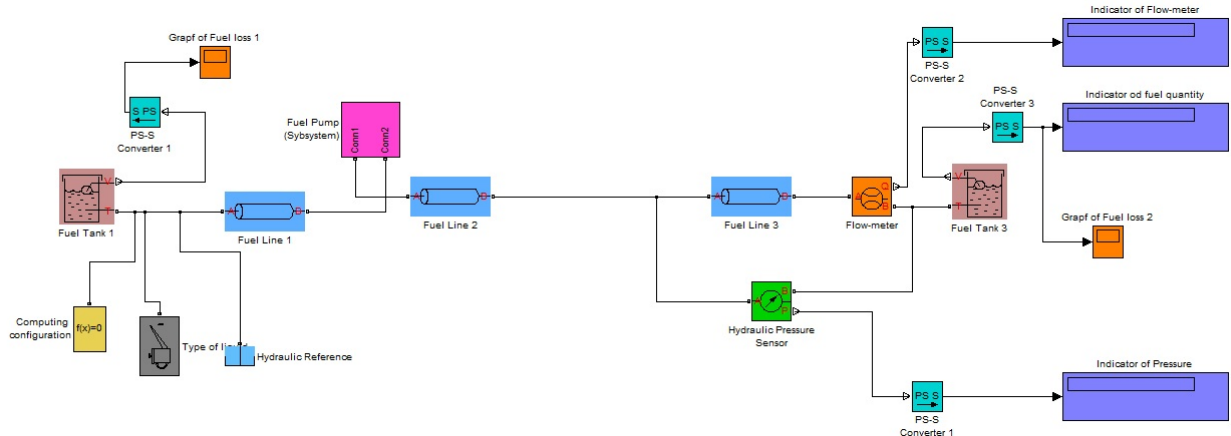 Indicator of Flow-meter
Grapf of Fuel loss 1
PS S
PS-S
Converter 2
S PS
PS-S
Converter 1
Fuel Pump
(Sybsystem)
Conn1
Conn2
PS-S
Converter 3
PS S
Indicator od fuel quantity
V
T
Fuel Tank 1
A
B
Fuel Line 1
A
B
Fuel Line 2
A
B
Fuel Line 3
A
Q
B
Flow-meter
V
T
Fuel Tank 3
Grapf of Fuel loss 2
Computing
configuration
f(x)=0
Type of liquid
Hydraulic Reference
A
B
P
Hydraulic Pressure
Sensor
Indicator of Pressure
PS S
PS-S
Converter 1